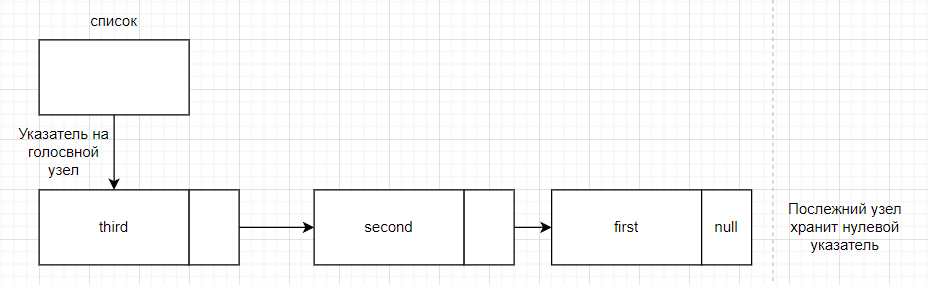 список
Указатель на
голосвной
узел
third
second
first
null
Послежний узел
хранит нулевой
указатель